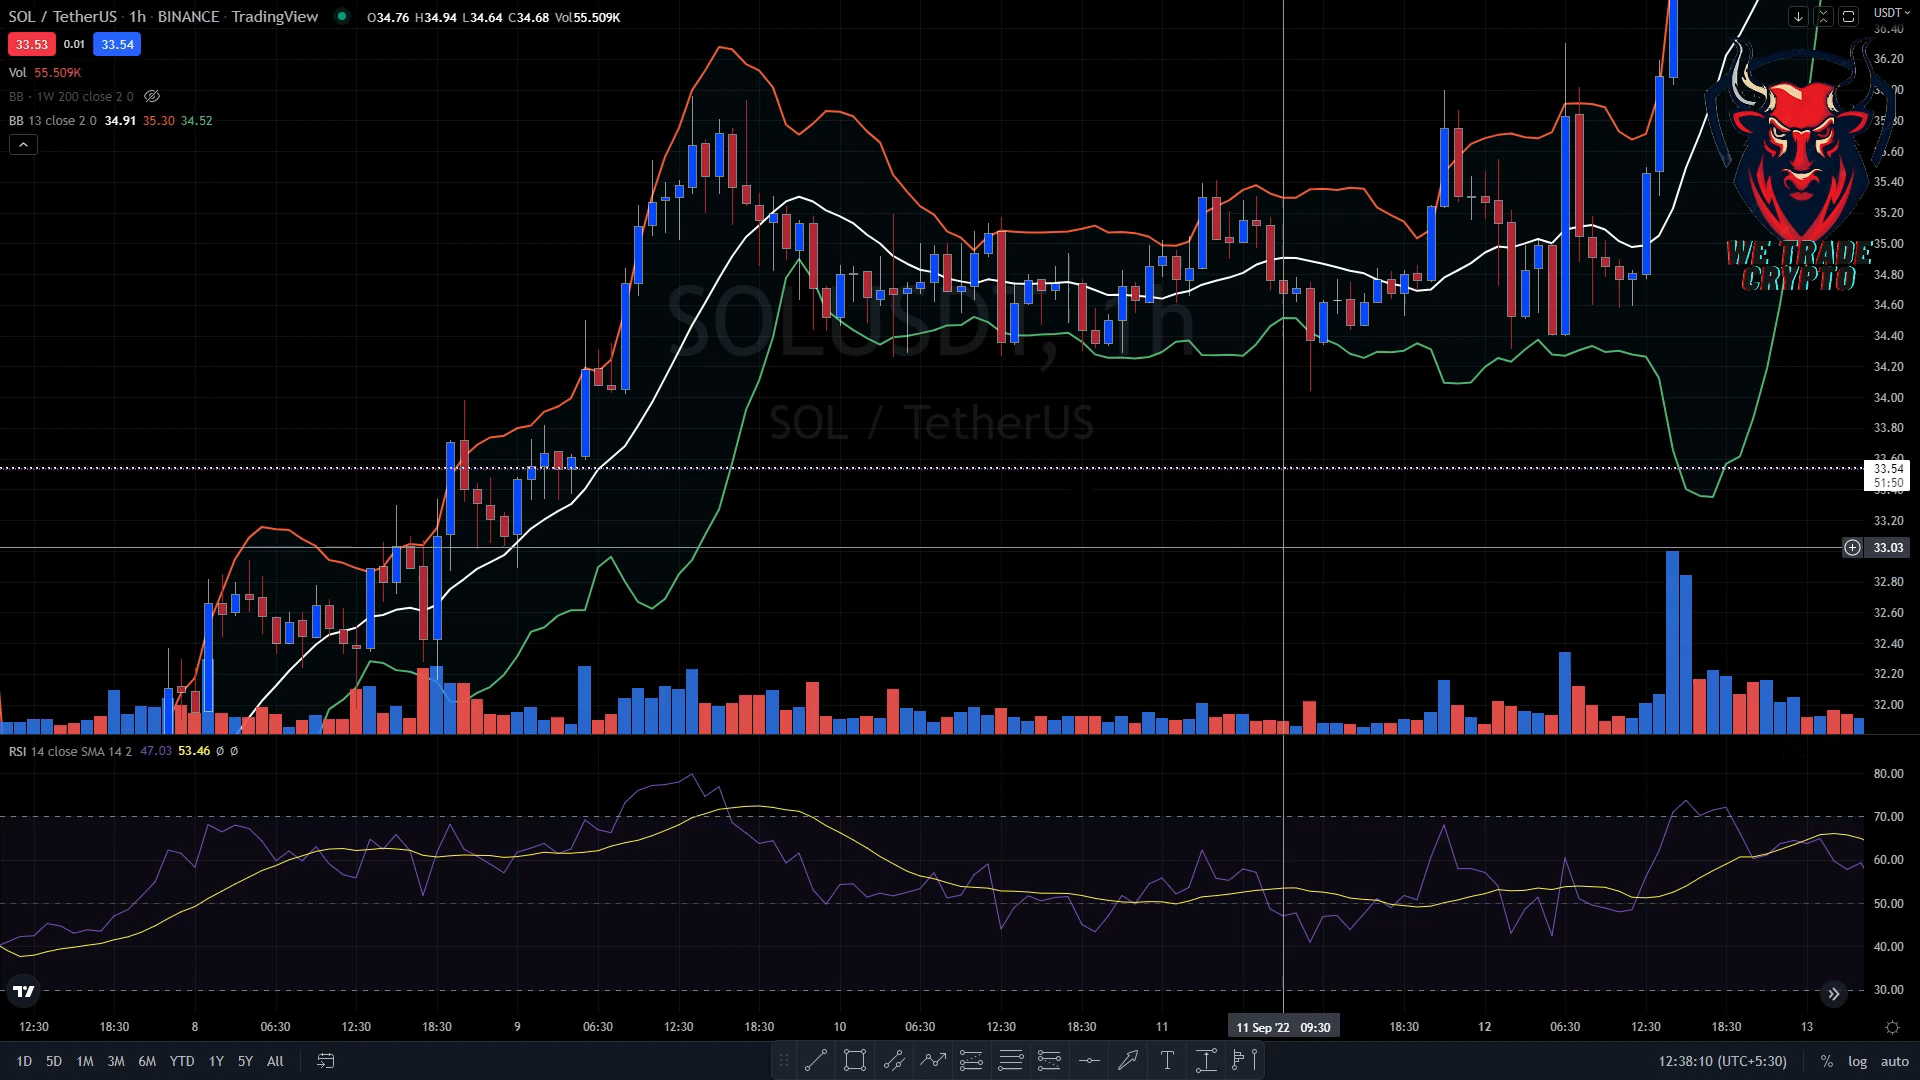 SOL / TetherUS · 1h · BINANCE · TradingView O34.76 H34.94 L34.64 C34.68 Vol55.509K
33.53 0.01 33.54
Vol 55.509K
BB · 1W 200 close 2 0
BB 13 close 2 0 34.91 35.30 34.52
SOLUSDT, 1h
SOL / TetherUS
WE TRADE
CRYPTO
USDT
36.40
36.20
35.80
35.60
35.40
35.20
35.00
34.80
34.60
34.40
34.20
34.00
33.80
33.54
51:50
33.20
33.03
32.80
32.60
32.40
32.20
32.00
RSI 14 close SMA 14 2 47.03 53.46 Ø Ø
80.00
70.00
60.00
50.00
40.00
30.00
12:30 18:30 8 06:30 12:30 18:30 9 06:30 12:30 18:30 10 06:30 12:30 18:30 11 11 Sep '22 09:30 18:30 12 06:30 12:30 18:30 13
1D 5D 1M 3M 6M YTD 1Y 5Y All
12:38:10 (UTC+5:30) % log auto